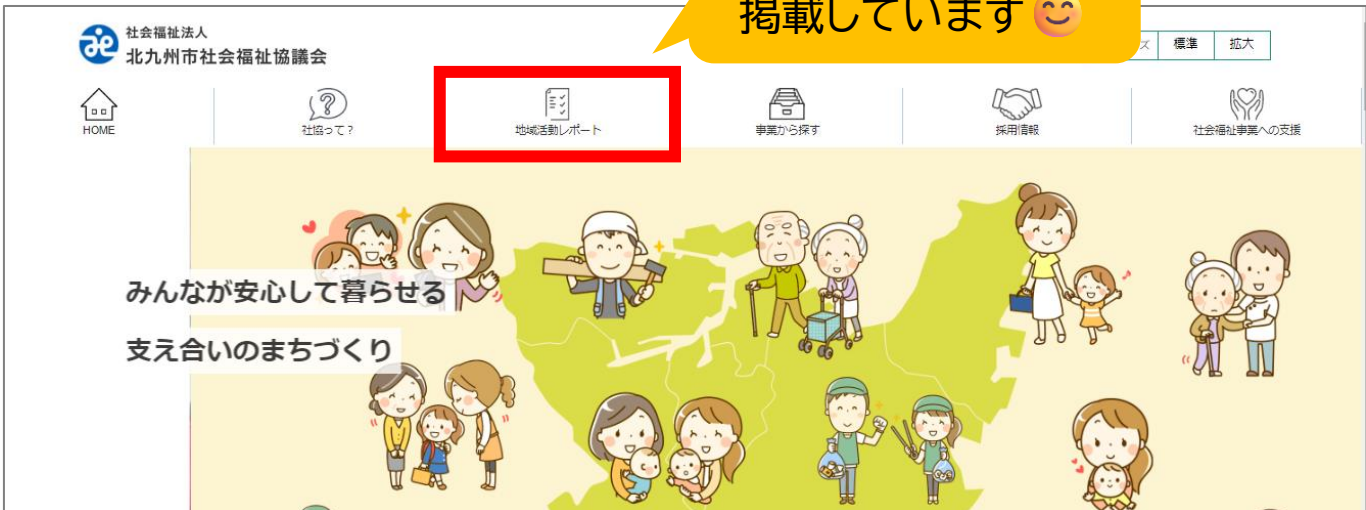 掲載しています😊
社会福祉法人
北九州市社会福祉協議会
ズ 標準 拡大
HOME
社協って?
地域活動レポート
事業から探す
採用情報
社会福祉事業への支援
みんなが安心して暮らせる
支え合いのまちづくり